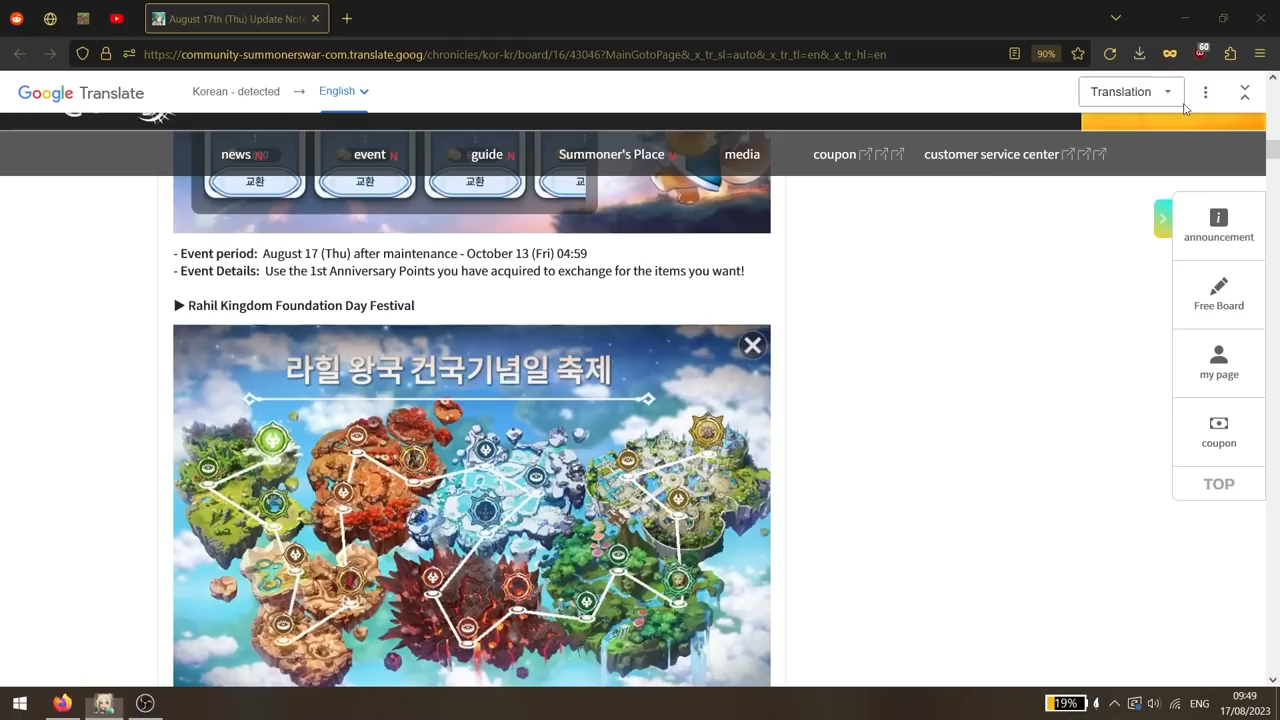 August 17th (Thu) Update Note
https://community-summonerswar-com.translate.goog/chronicles/kor-kr/board/16/43046?MainGotoPage&_x_tr_sl=auto&_x_tr_tl=en&_x_tr_hl=en
90%
60
Google Translate
Korean - detected
English
Translation
news N
event N
guide N
Summoner's Place N
media
coupon
customer service center
교환
교환
교환
- Event period: August 17 (Thu) after maintenance - October 13 (Fri) 04:59
- Event Details: Use the 1st Anniversary Points you have acquired to exchange for the items you want!
▶ Rahil Kingdom Foundation Day Festival
라힐 왕국 건국기념일 축제
announcement
Free Board
my page
coupon
TOP
19%
ENG
09:49
17/08/2023